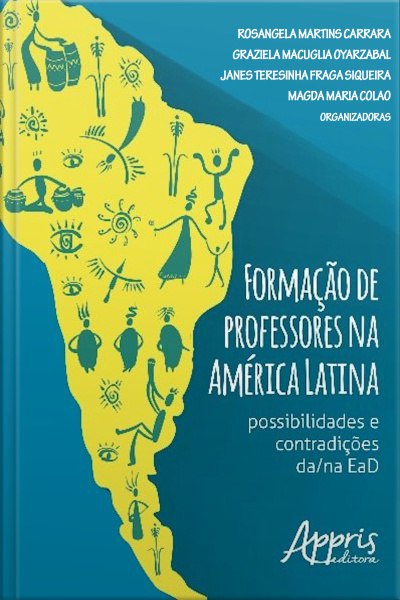 ROSANGELA MARTINS CARRARA
GRAZIELA MACUGLIA OYARZABAL
JANES TERESINHA FRAGA SIQUEIRA
MAGDA MARIA COLAO
ORGANIZADORAS
FORMAÇÃO DE
PROFESSORES NA
AMÉRICA LATINA
possibilidades e
contradições
da/na EaD
Appris
editora